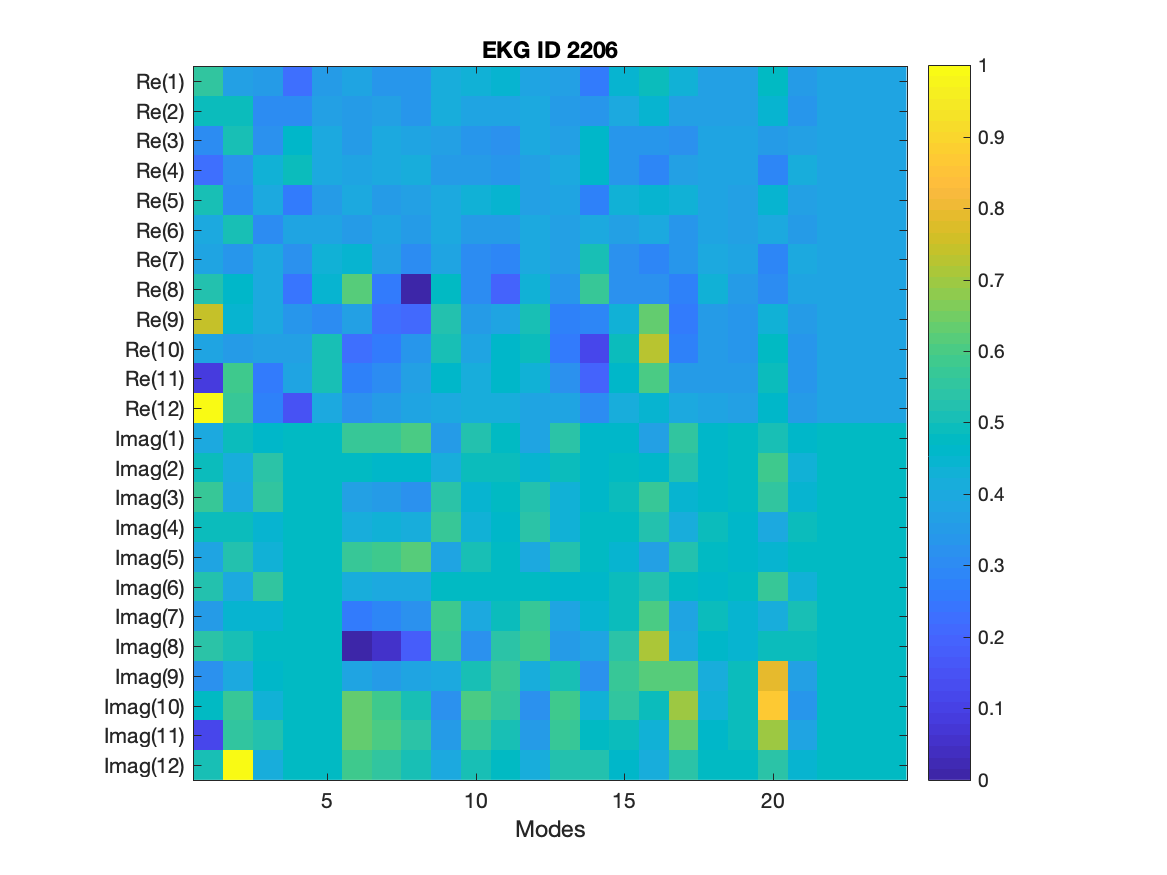 EKG ID 2206
Re(1)
Re(2)
Re(3)
Re(4)
Re(5)
Re(6)
Re(7)
Re(8)
Re(9)
Re(10)
Re(11)
Re(12)
Imag(1)
Imag(2)
Imag(3)
Imag(4)
Imag(5)
Imag(6)
Imag(7)
Imag(8)
Imag(9)
Imag(10)
Imag(11)
Imag(12)
5 10 15 20
Modes
1
0.9
0.8
0.7
0.6
0.5
0.4
0.3
0.2
0.1
0